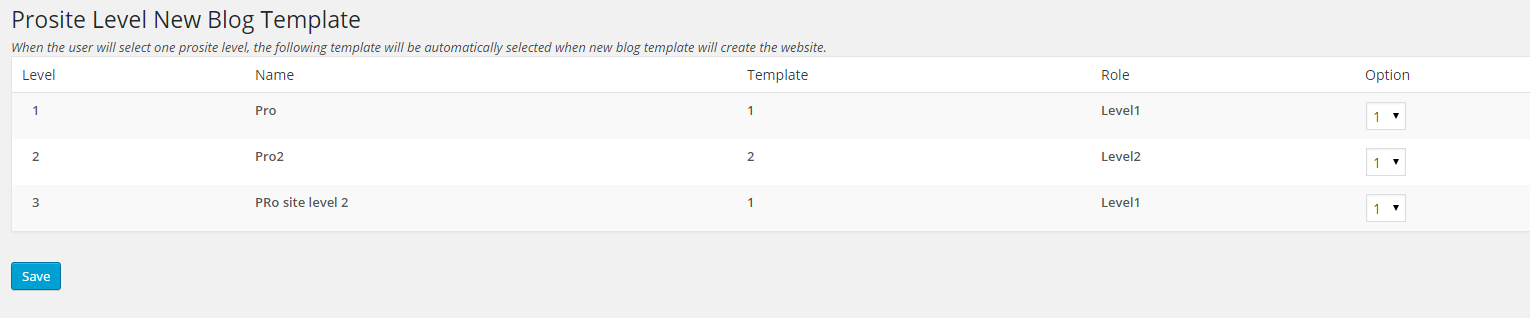 Prosite Level New Blog Template
When the user will select one prosite level, the following template will be automatically selected when new blog template will create the website.
Level Name Template Role Option
1 Pro 1 Level1 1
2 Pro2 2 Level2 1
3 PRo site level 2 1 Level1 1
Save